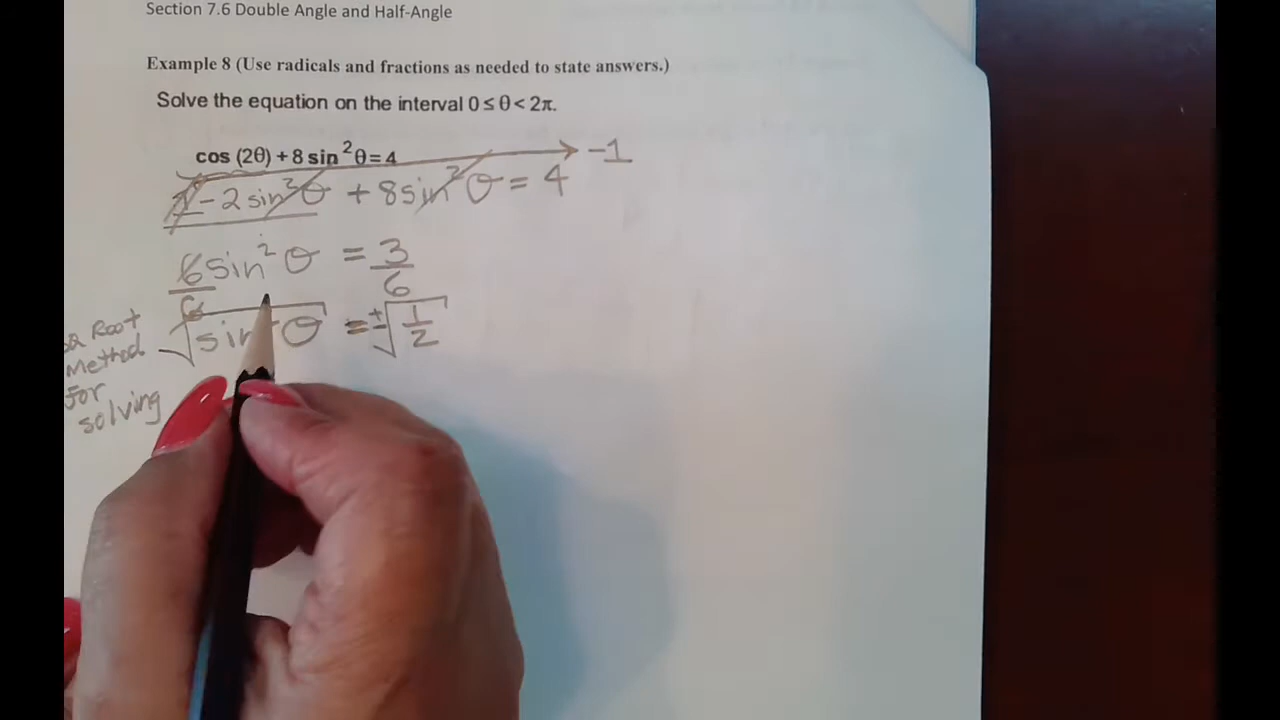 Section 7.6 Double Angle and Half-Angle
Example 8 (Use radicals and fractions as needed to state answers.)
Solve the equation on the interval 0 ≤ θ < 2π.
cos (2θ) + 8 sin²θ = 4 -1
1 - 2 sin²θ + 8 sin²θ = 4
6 sin²θ = 3
6 6
√sin θ = ±√1/2
Root
Method
For
solving